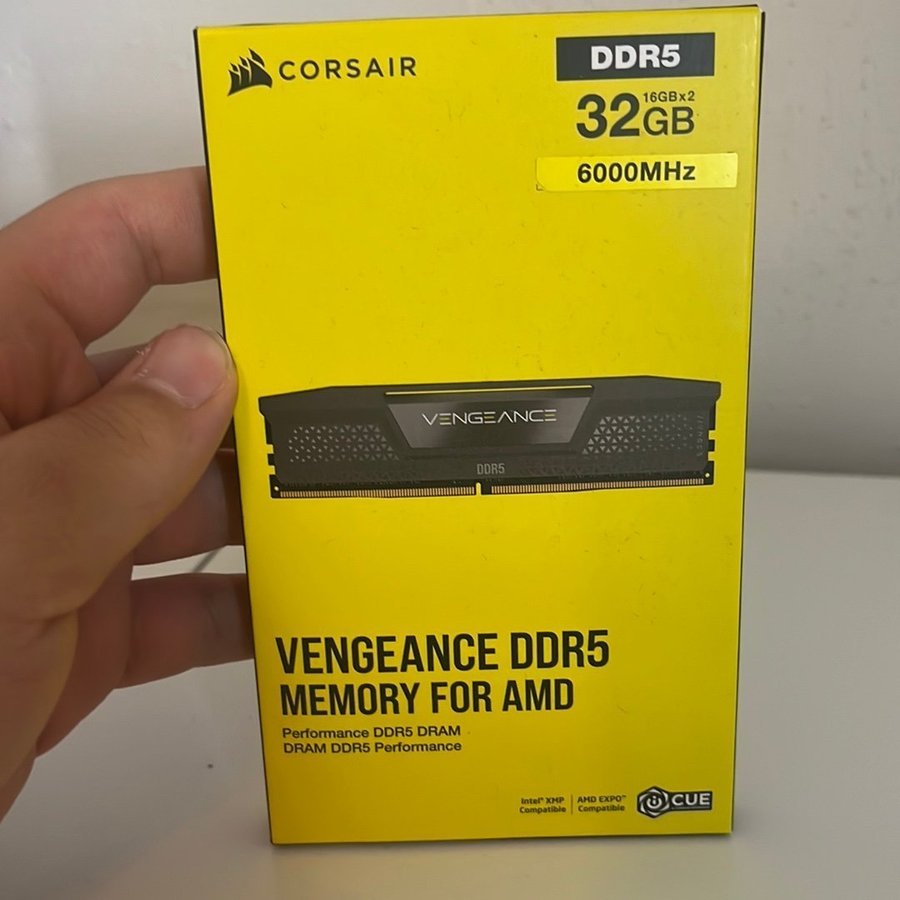 CORSAIR
DDR5
16GBx2
32GB
6000MHz
VENGEANCE
DDR5
VENGEANCE DDR5
MEMORY FOR AMD
Performance DDR5 DRAM
DRAM DDR5 Performance
Intel® XMP
Compatible
AMD EXPO™
Compatible
iCUE